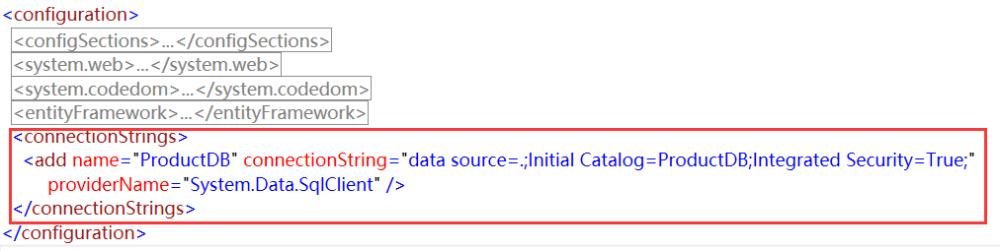 <configuration>
<configSections>...</configSections>
<system.web>...</system.web>
<system.codedom>...</system.codedom>
<entityFramework>...</entityFramework>
<connectionStrings>
<add name="ProductDB" connectionString="data source=.;Initial Catalog=ProductDB;Integrated Security=True;"
providerName="System.Data.SqlClient" />
</connectionStrings>
</configuration>